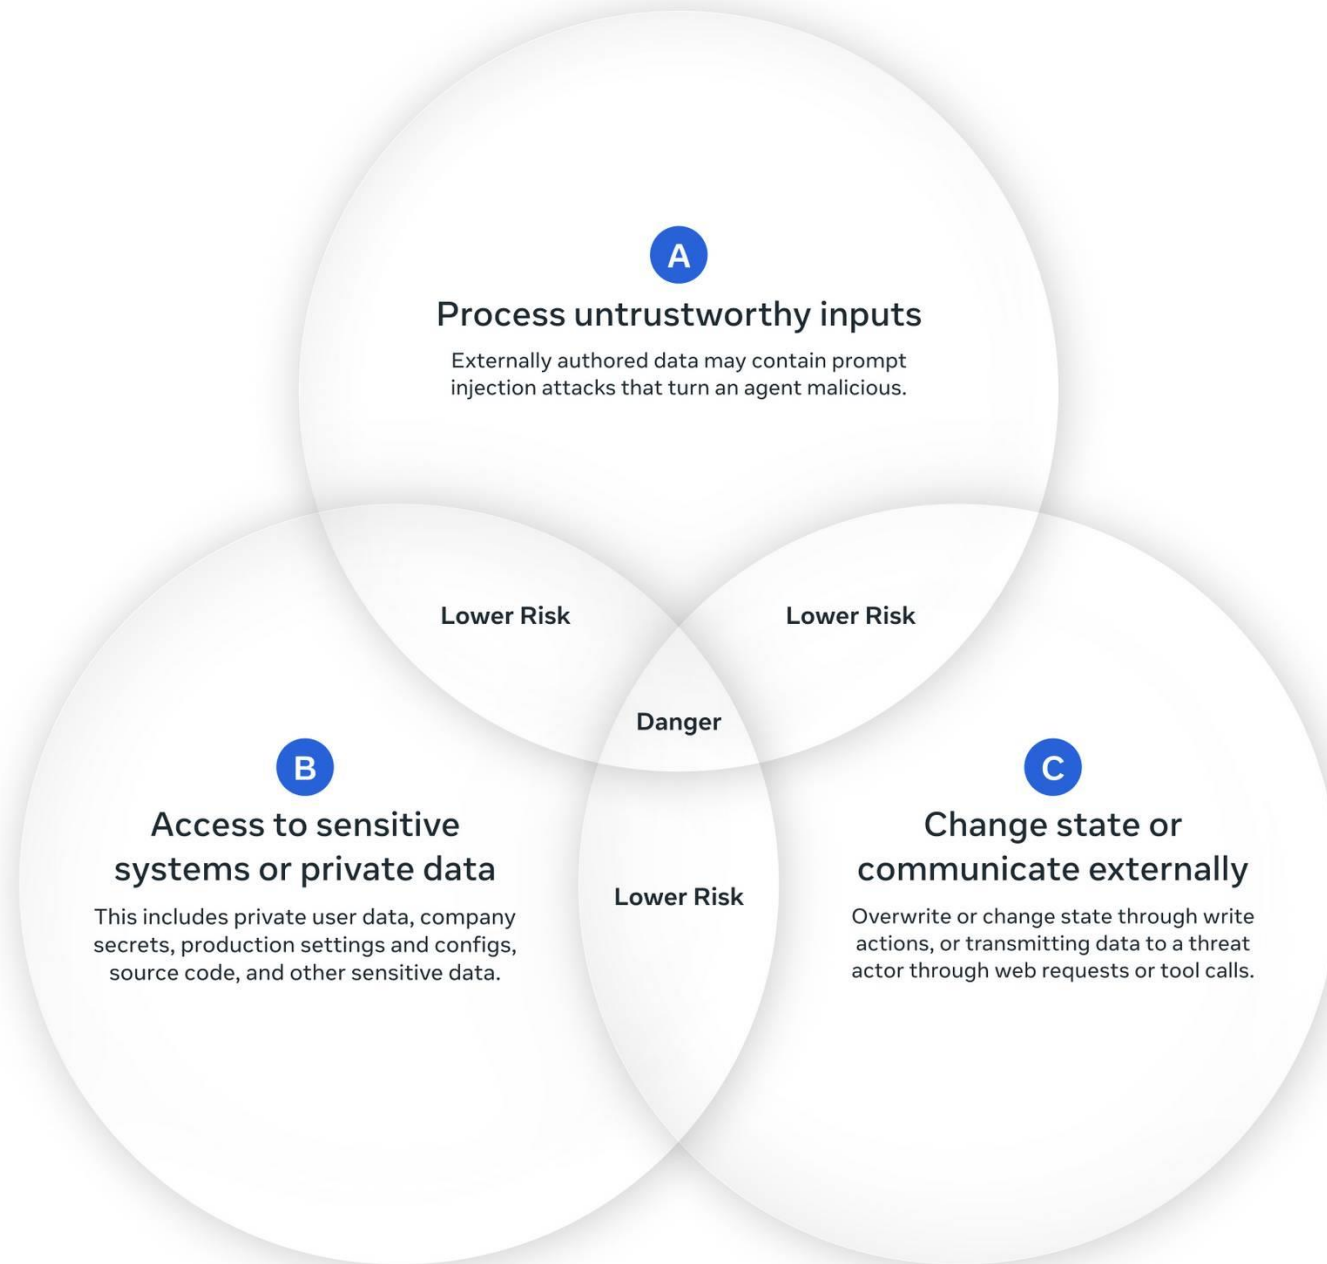 A
Process untrustworthy inputs
Externally authored data may contain prompt
injection attacks that turn an agent malicious.
Lower Risk
Lower Risk
Danger
B
Access to sensitive
systems or private data
This includes private user data, company
secrets, production settings and configs,
source code, and other sensitive data.
Lower Risk
C
Change state or
communicate externally
Overwrite or change state through write
actions, or transmitting data to a threat
actor through web requests or tool calls.